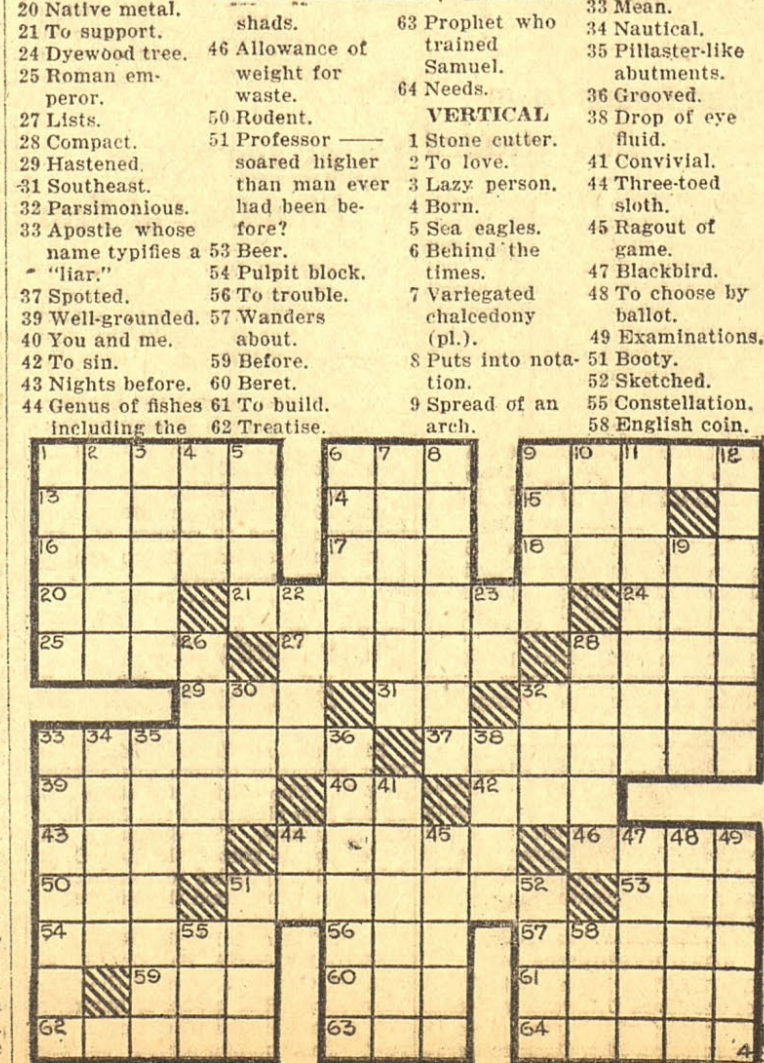 20 Native metal.
21 To support.
24 Dyewood tree.
25 Roman em-
peror.
27 Lists.
28 Compact.
29 Hastened.
31 Southeast.
32 Parsimonious.
33 Apostle whose
name typifies a
"liar."
37 Spotted.
39 Well-grounded.
40 You and me.
42 To sin.
43 Nights before.
44 Genus of fishes
including the
shads.
46 Allowance of
weight for
waste.
50 Rodent.
51 Professor ——
soared higher
than man ever
had been be-
fore?
53 Beer.
54 Pulpit block.
56 To trouble.
57 Wanders
about.
59 Before.
60 Beret.
61 To build.
62 Treatise.
63 Prophet who
trained
Samuel.
64 Needs.
VERTICAL
1 Stone cutter.
2 To love.
3 Lazy person.
4 Born.
5 Sea eagles.
6 Behind the
times.
7 Variegated
chalcedony
(pl.).
8 Puts into nota-
tion.
9 Spread of an
arch.
33 Mean.
34 Nautical.
35 Pillaster-like
abutments.
36 Grooved.
38 Drop of eye
fluid.
41 Convivial.
44 Three-toed
sloth.
45 Ragout of
game.
47 Blackbird.
48 To choose by
ballot.
49 Examinations.
51 Booty.
52 Sketched.
55 Constellation.
58 English coin.
1 2 3 4 5 6 7 8 9 10 11 12
13 14 15
16 17 18 19
20 21 22 23 24
25 26 27 28
29 30 31 32
33 34 35 36 37 38
39 40 41 42
43 44 45 46 47 48 49
50 51 52 53
54 55 56 57 58
59 60 61
62 63 64
4